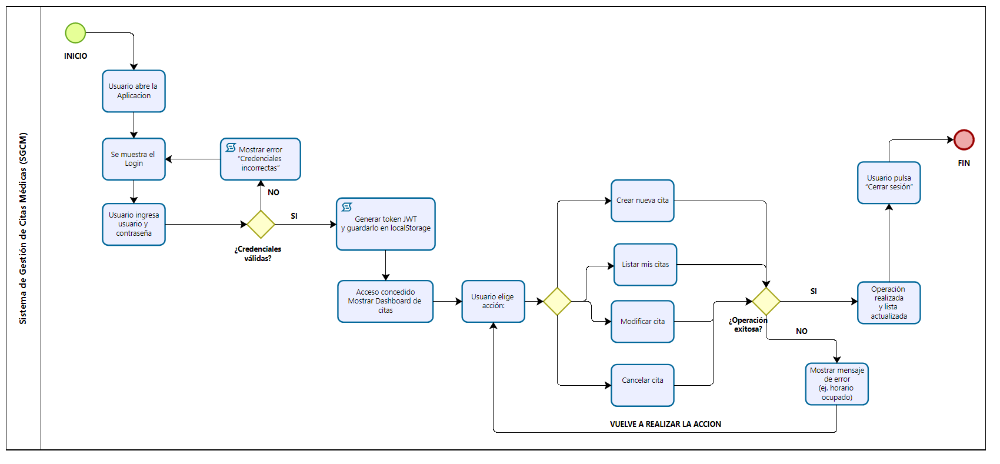 Sistema de Gestión de Citas Médicas (SGCM)
INICIO
Usuario abre la
Aplicacion
Se muestra el
Login
Usuario ingresa
usuario y
contraseña
Mostrar error
“Credenciales
incorrectas”
NO
SI
¿Credenciales
válidas?
Generar token JWT
y guardarlo en localStorage
Acceso concedido
Mostrar Dashboard de
citas
Usuario elige
acción:
Crear nueva cita
Listar mis citas
Modificar cita
Cancelar cita
¿Operación
exitosa?
SI
NO
Operación
realizada
y lista
actualizada
Usuario pulsa
“Cerrar sesión”
FIN
Mostrar mensaje
de error
(ej. horario
ocupado)
VUELVE A REALIZAR LA ACCION